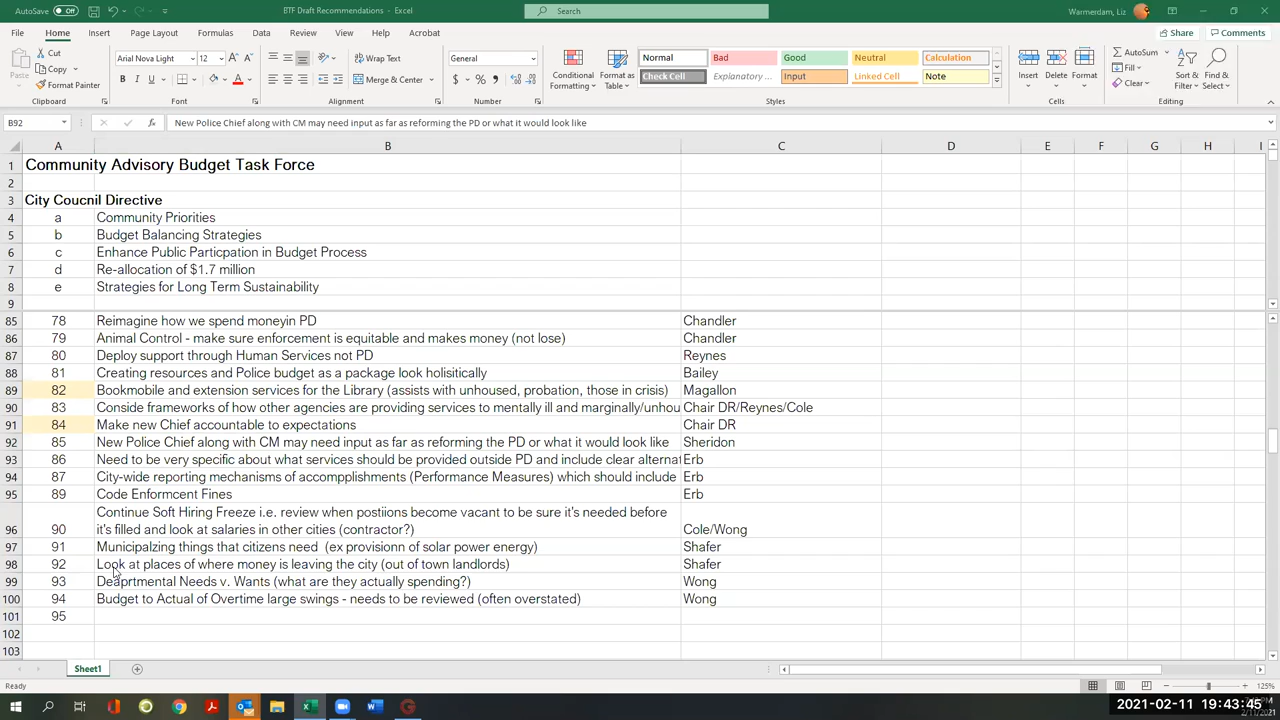 AutoSave Off
BTF Draft Recommendations - Excel
Search
Warmerdam, Liz
File Home Insert Page Layout Formulas Data Review View Help Acrobat
Share Comments
Paste
Cut
Copy
Format Painter
Clipboard
Arial Nova Light 12
B I U
Font
Wrap Text
Merge & Center
Alignment
General
$ % ,
Number
Conditional Formatting
Format as Table
Normal Bad Good Neutral Calculation
Check Cell Explanatory ... Input Linked Cell Note
Styles
Insert Delete Format
Cells
AutoSum
Fill
Clear
Sort & Filter
Find & Select
Editing
B92
fx
New Police Chief along with CM may need input as far as reforming the PD or what it would look like
A B C D E F G H I
1 Community Advisory Budget Task Force
2
3 City Coucnil Directive
4 a Community Priorities
5 b Budget Balancing Strategies
6 c Enhance Public Particpation in Budget Process
7 d Re-allocation of $1.7 million
8 e Strategies for Long Term Sustainability
9
85 78 Reimagine how we spend moneyin PD Chandler
86 79 Animal Control - make sure enforcement is equitable and makes money (not lose) Chandler
87 80 Deploy support through Human Services not PD Reynes
88 81 Creating resources and Police budget as a package look holisitically Bailey
89 82 Bookmobile and extension services for the Library (assists with unhoused, probation, those in crisis) Magallon
90 83 Conside frameworks of how other agencies are providing services to mentally ill and marginally/unhou Chair DR/Reynes/Cole
91 84 Make new Chief accountable to expectations Chair DR
92 85 New Police Chief along with CM may need input as far as reforming the PD or what it would look like Sheridon
93 86 Need to be very specific about what services should be provided outside PD and include clear alternat Erb
94 87 City-wide reporting mechanisms of accomplishments (Performance Measures) which should include Erb
95 89 Code Enformcent Fines Erb
Continue Soft Hiring Freeze i.e. review when postiions become vacant to be sure it's needed before
96 90 it's filled and look at salaries in other cities (contractor?) Cole/Wong
97 91 Municipalzing things that citizens need (ex provisionn of solar power energy) Shafer
98 92 Look at places of where money is leaving the city (out of town landlords) Shafer
99 93 Deaprtmental Needs v. Wants (what are they actually spending?) Wong
100 94 Budget to Actual of Overtime large swings - needs to be reviewed (often overstated) Wong
101 95
102
103
Sheet1
Ready
125%
2021-02-11 19:43:45